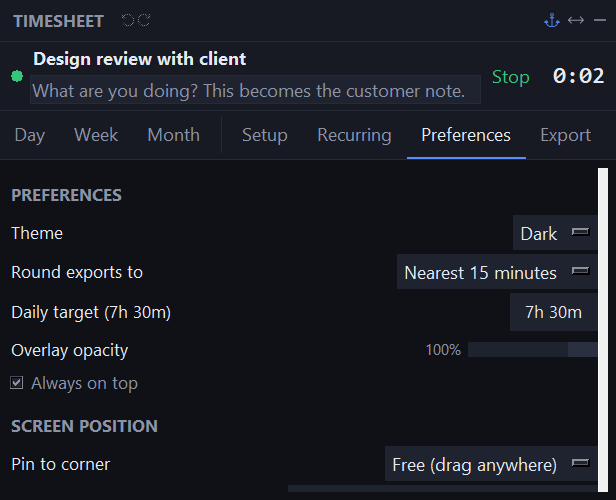 TIMESHEET
Design review with client
What are you doing? This becomes the customer note.
Stop
0:02
Day Week Month Setup Recurring Preferences Export
PREFERENCES
Theme Dark
Round exports to Nearest 15 minutes
Daily target (7h 30m) 7h 30m
Overlay opacity 100%
Always on top
SCREEN POSITION
Pin to corner Free (drag anywhere)